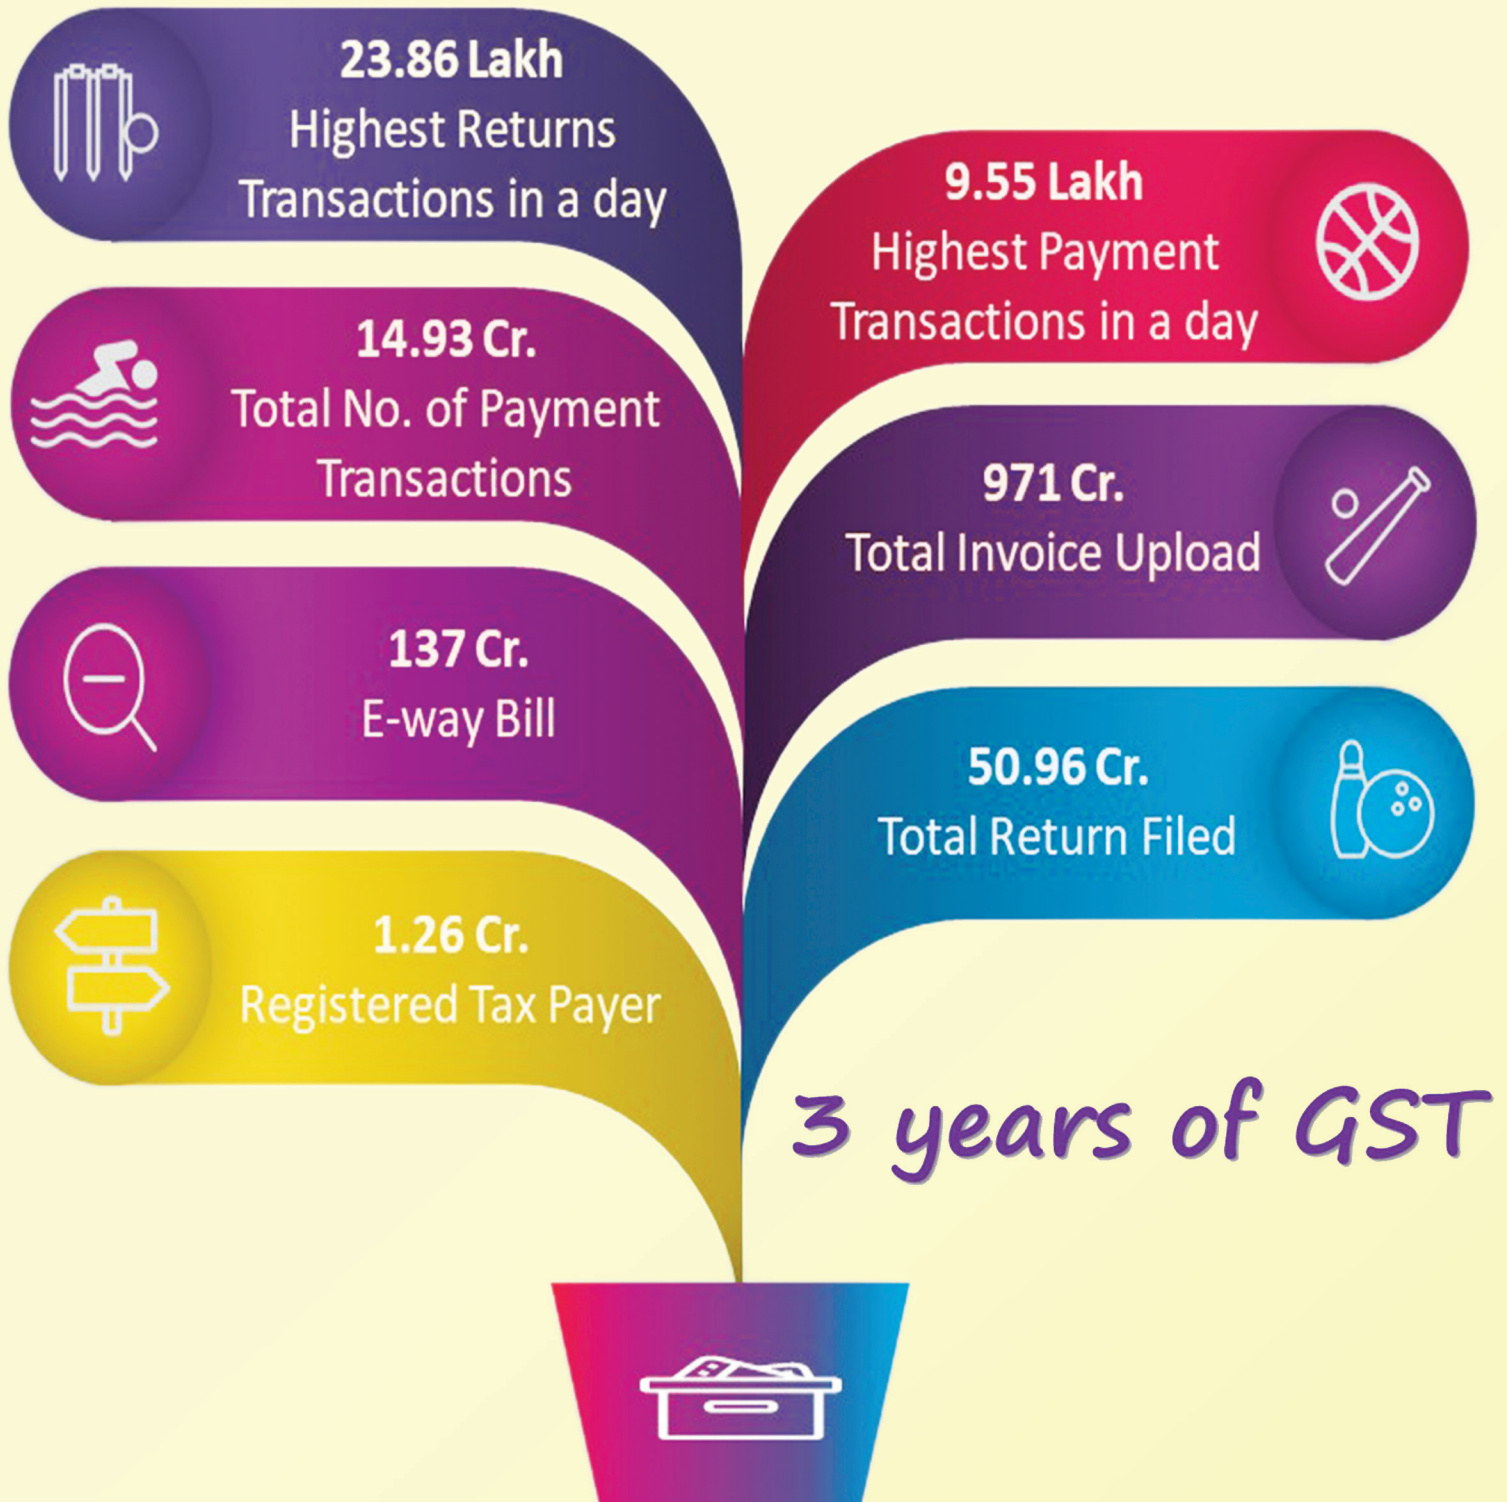 23.86 Lakh
Highest Returns
Transactions in a day
9.55 Lakh
Highest Payment
Transactions in a day
14.93 Cr.
Total No. of Payment
Transactions
971 Cr.
Total Invoice Upload
137 Cr.
E-way Bill
50.96 Cr.
Total Return Filed
1.26 Cr.
Registered Tax Payer
3 years of GST